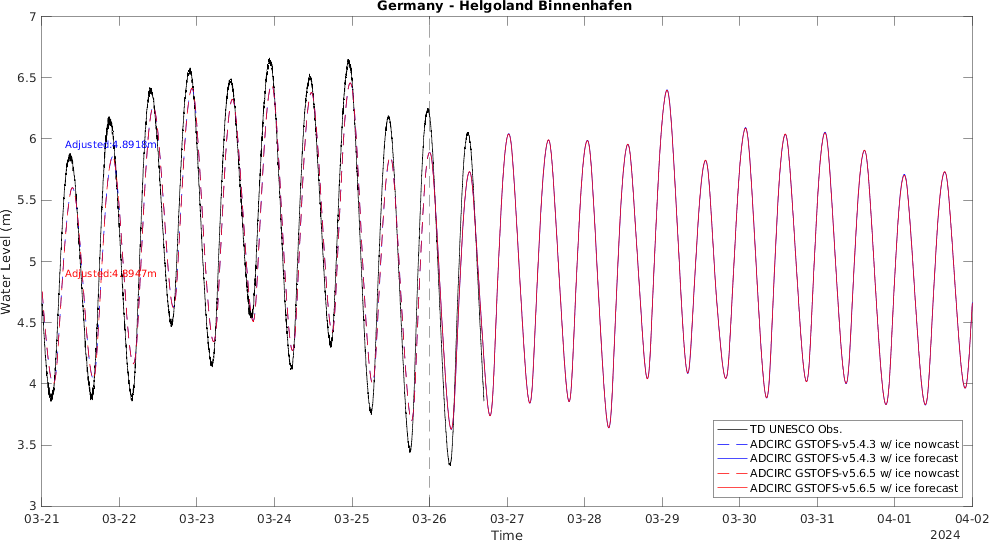 Germany - Helgoland Binnenhafen
7
6.5
6
5.5
5
4.5
4
3.5
3
Water Level (m)
Adjusted:4.8918m
Adjusted:4.8947m
TD UNESCO Obs.
ADCIRC GSTOFS-v5.4.3 w/ ice nowcast
ADCIRC GSTOFS-v5.4.3 w/ ice forecast
ADCIRC GSTOFS-v5.6.5 w/ ice nowcast
ADCIRC GSTOFS-v5.6.5 w/ ice forecast
03-21 03-22 03-23 03-24 03-25 03-26 03-27 03-28 03-29 03-30 03-31 04-01 04-02
Time
2024